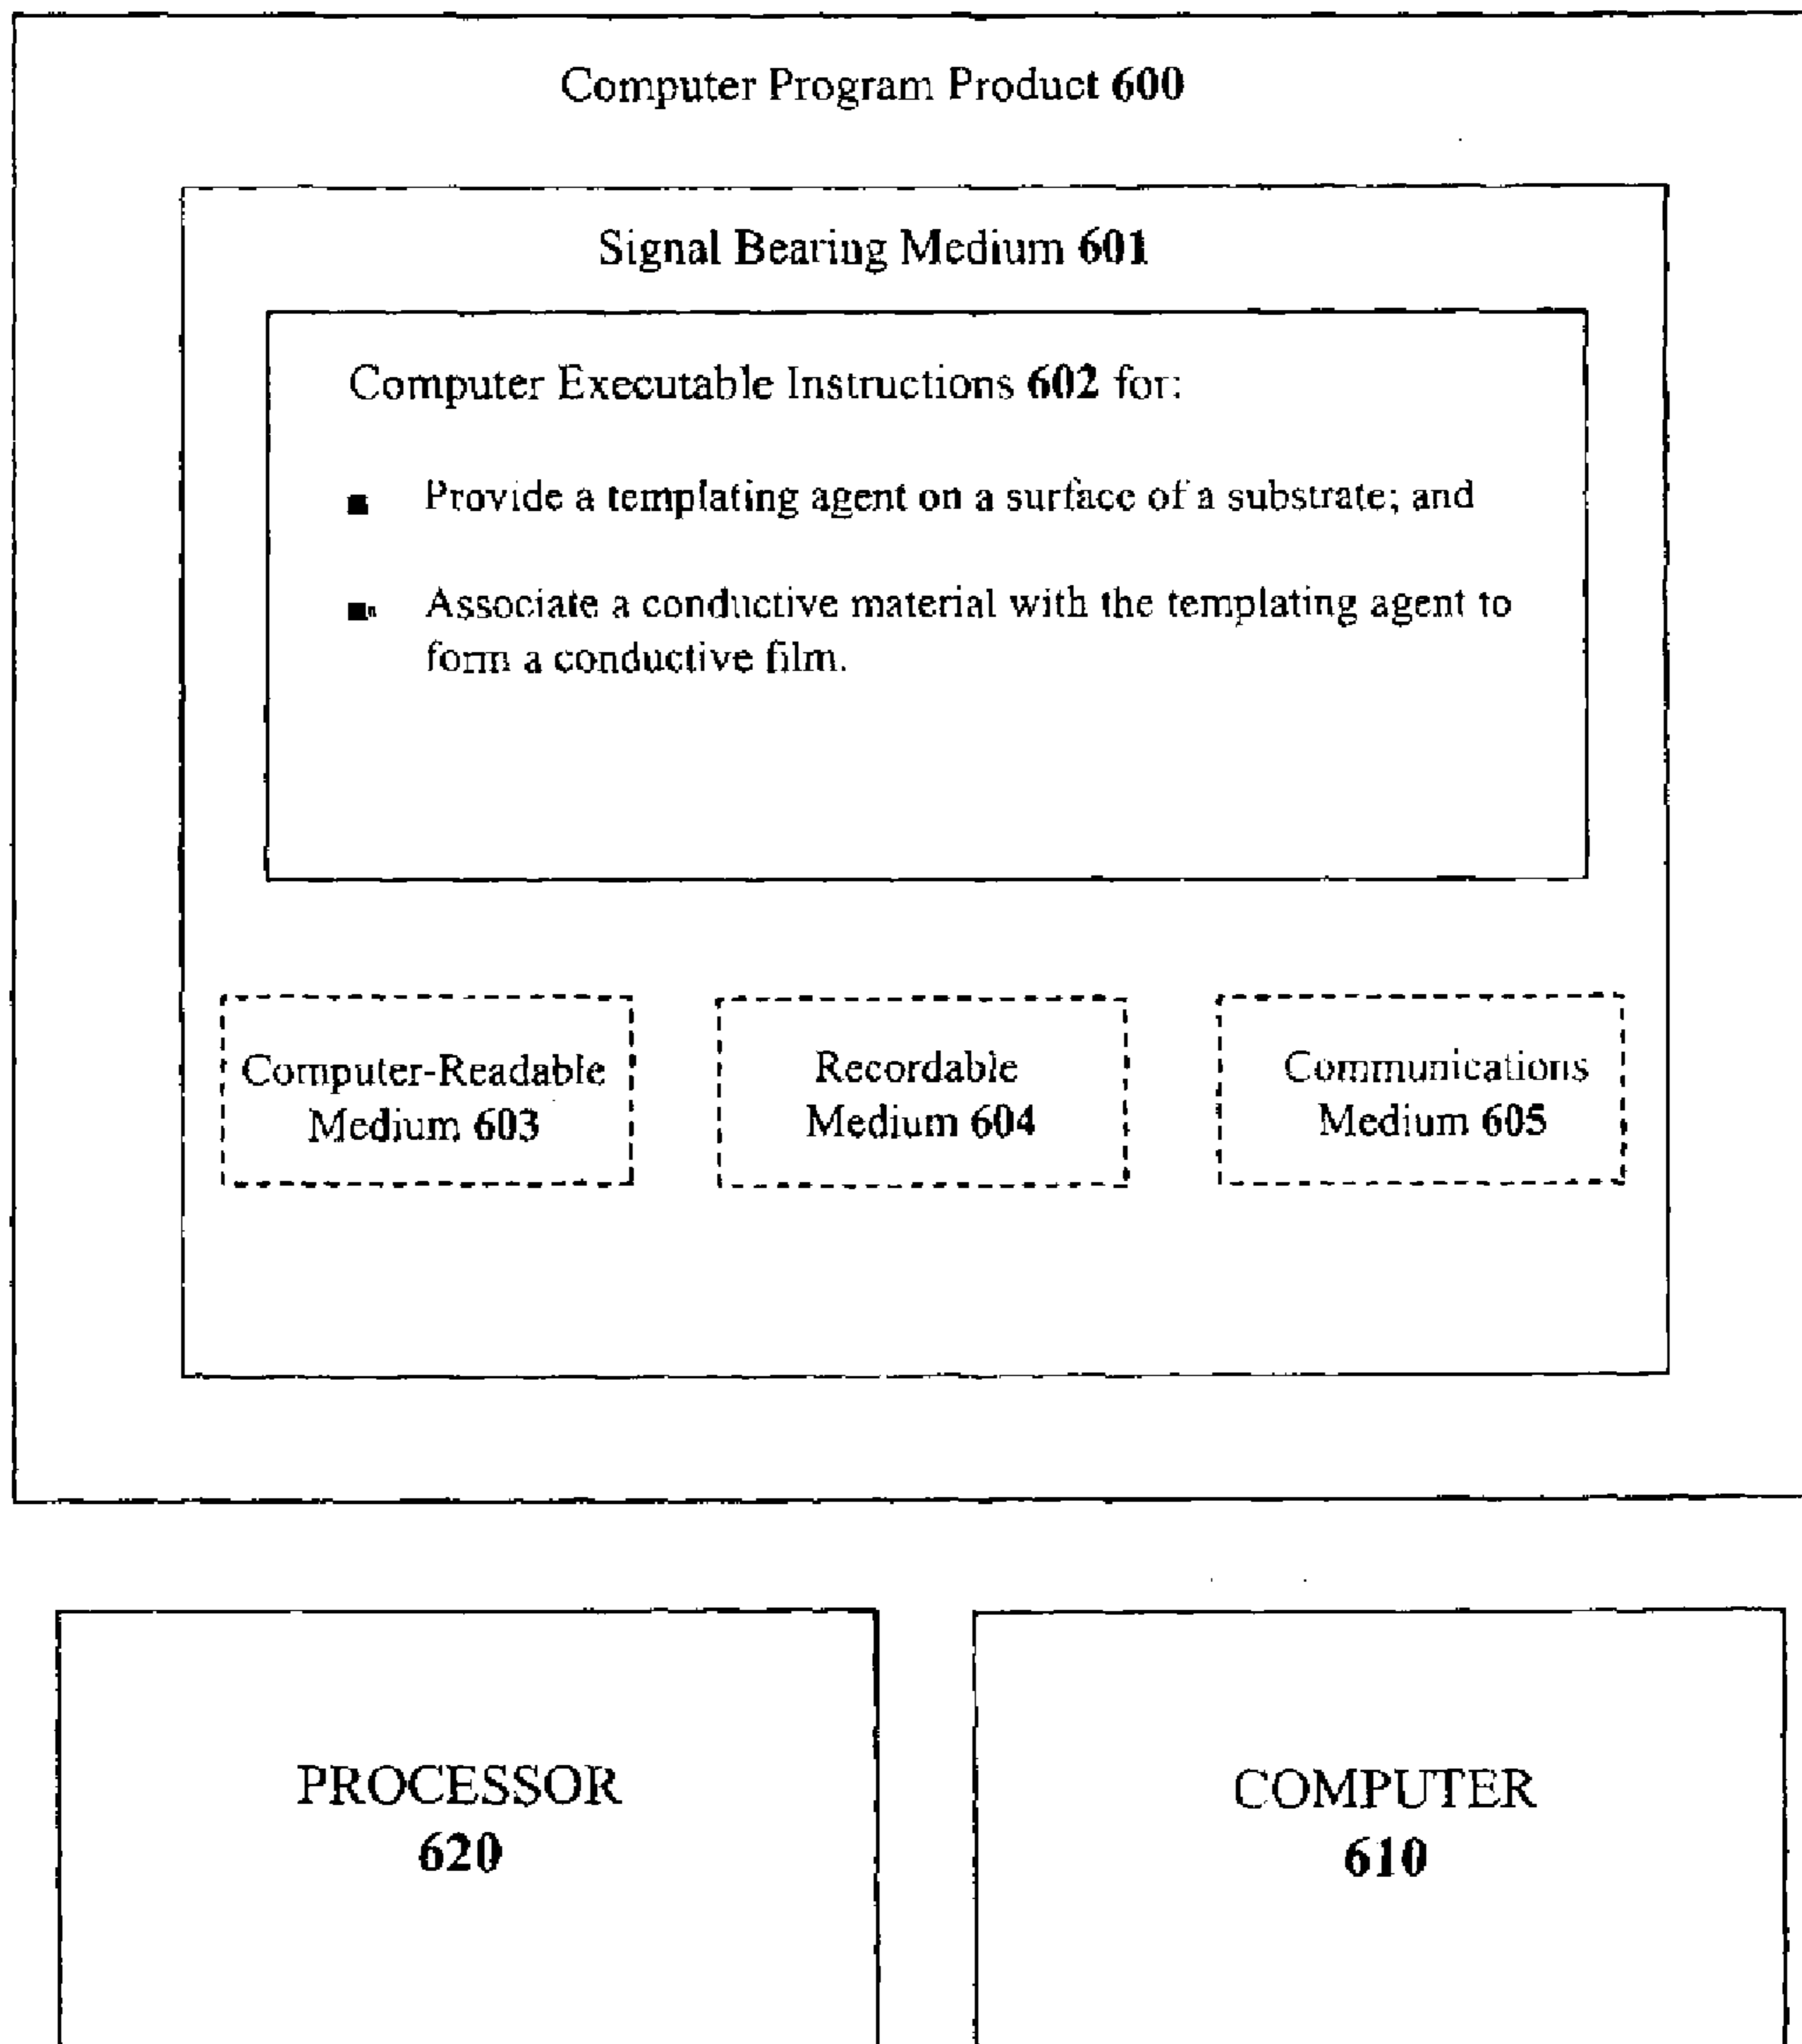 Computer Program Product 600
Signal Bearing Medium 601
Computer Executable Instructions 602 for:
■ Provide a templating agent on a surface of a substrate; and
■ Associate a conductive material with the templating agent to
form a conductive film.
Computer-Readable
Medium 603
Recordable
Medium 604
Communications
Medium 605
PROCESSOR
620
COMPUTER
610